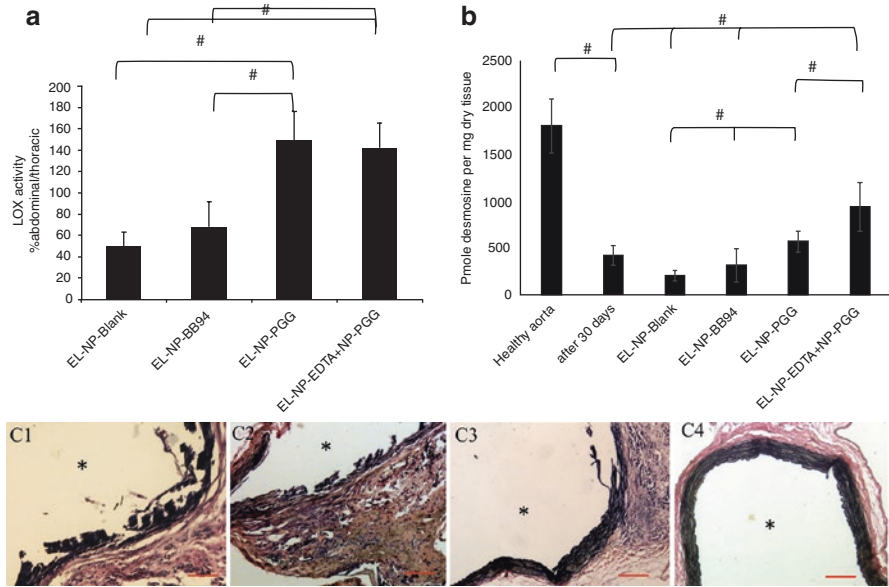 a
#
#
#
LOX activity
%abdominal/thoracic
200
180
160
140
120
100
80
60
40
20
0
EL-NP-Blank
EL-NP-BB94
EL-NP-PGG
EL-NP-EDTA+NP-PGG
b
#
#
#
#
Pmole desmosine per mg dry tissue
2500
2000
1500
1000
500
0
Healthy aorta
after 30 days
EL-NP-Blank
EL-NP-BB94
EL-NP-PGG
EL-NP-EDTA+NP-PGG
C1
*
C2
*
C3
*
C4
*